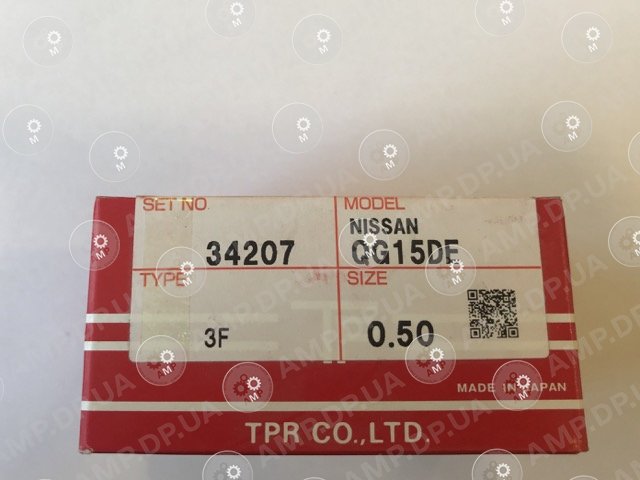 SET NO.
34207
MODEL
NISSAN
QG15DE
TYPE
3F
SIZE
0.50
MADE IN JAPAN
TPR CO.,LTD.
AMP.DP.UA